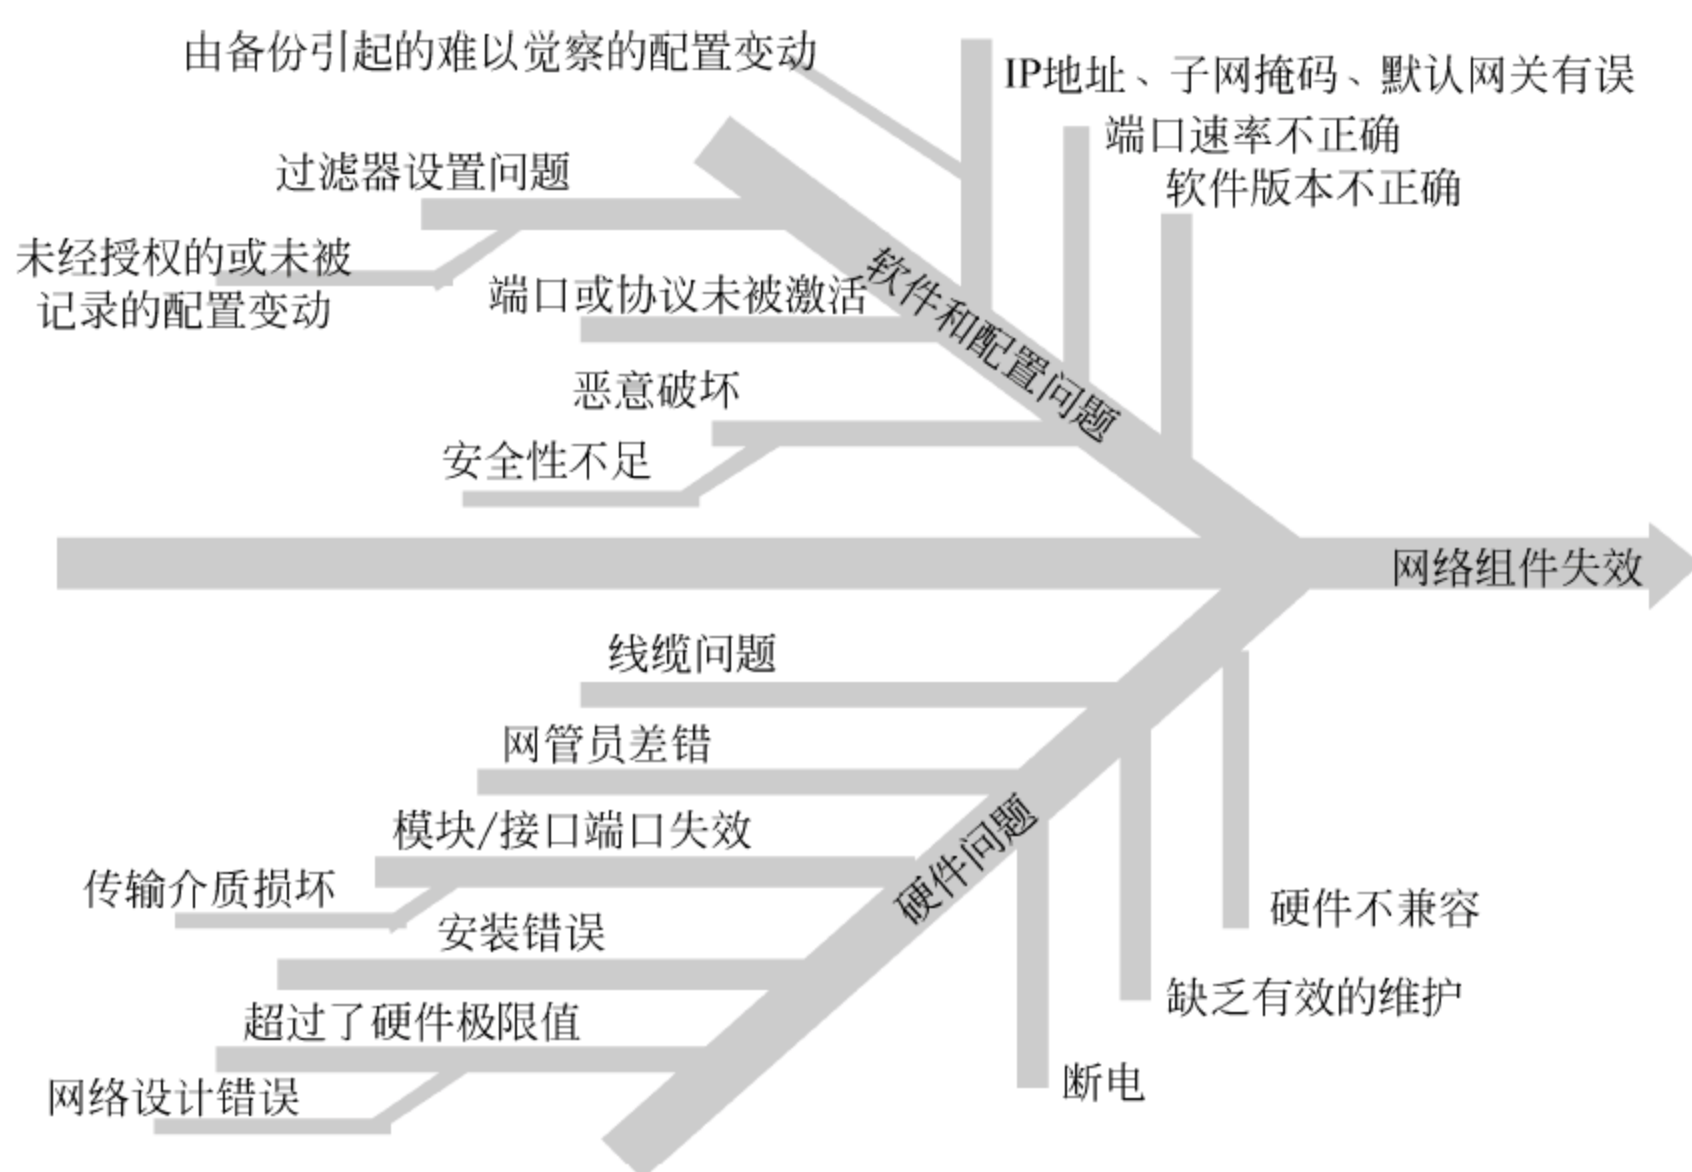 由备份引起的难以觉察的配置变动
IP地址、子网掩码、默认网关有误
端口速率不正确
过滤器设置问题
软件版本不正确
未经授权的或未被
记录的配置变动
端口或协议未被激活
软件和配置问题
恶意破坏
安全性不足
网络组件失效
线缆问题
网管员差错
模块/接口端口失效
硬件问题
传输介质损坏
硬件不兼容
安装错误
缺乏有效的维护
超过了硬件极限值
断电
网络设计错误